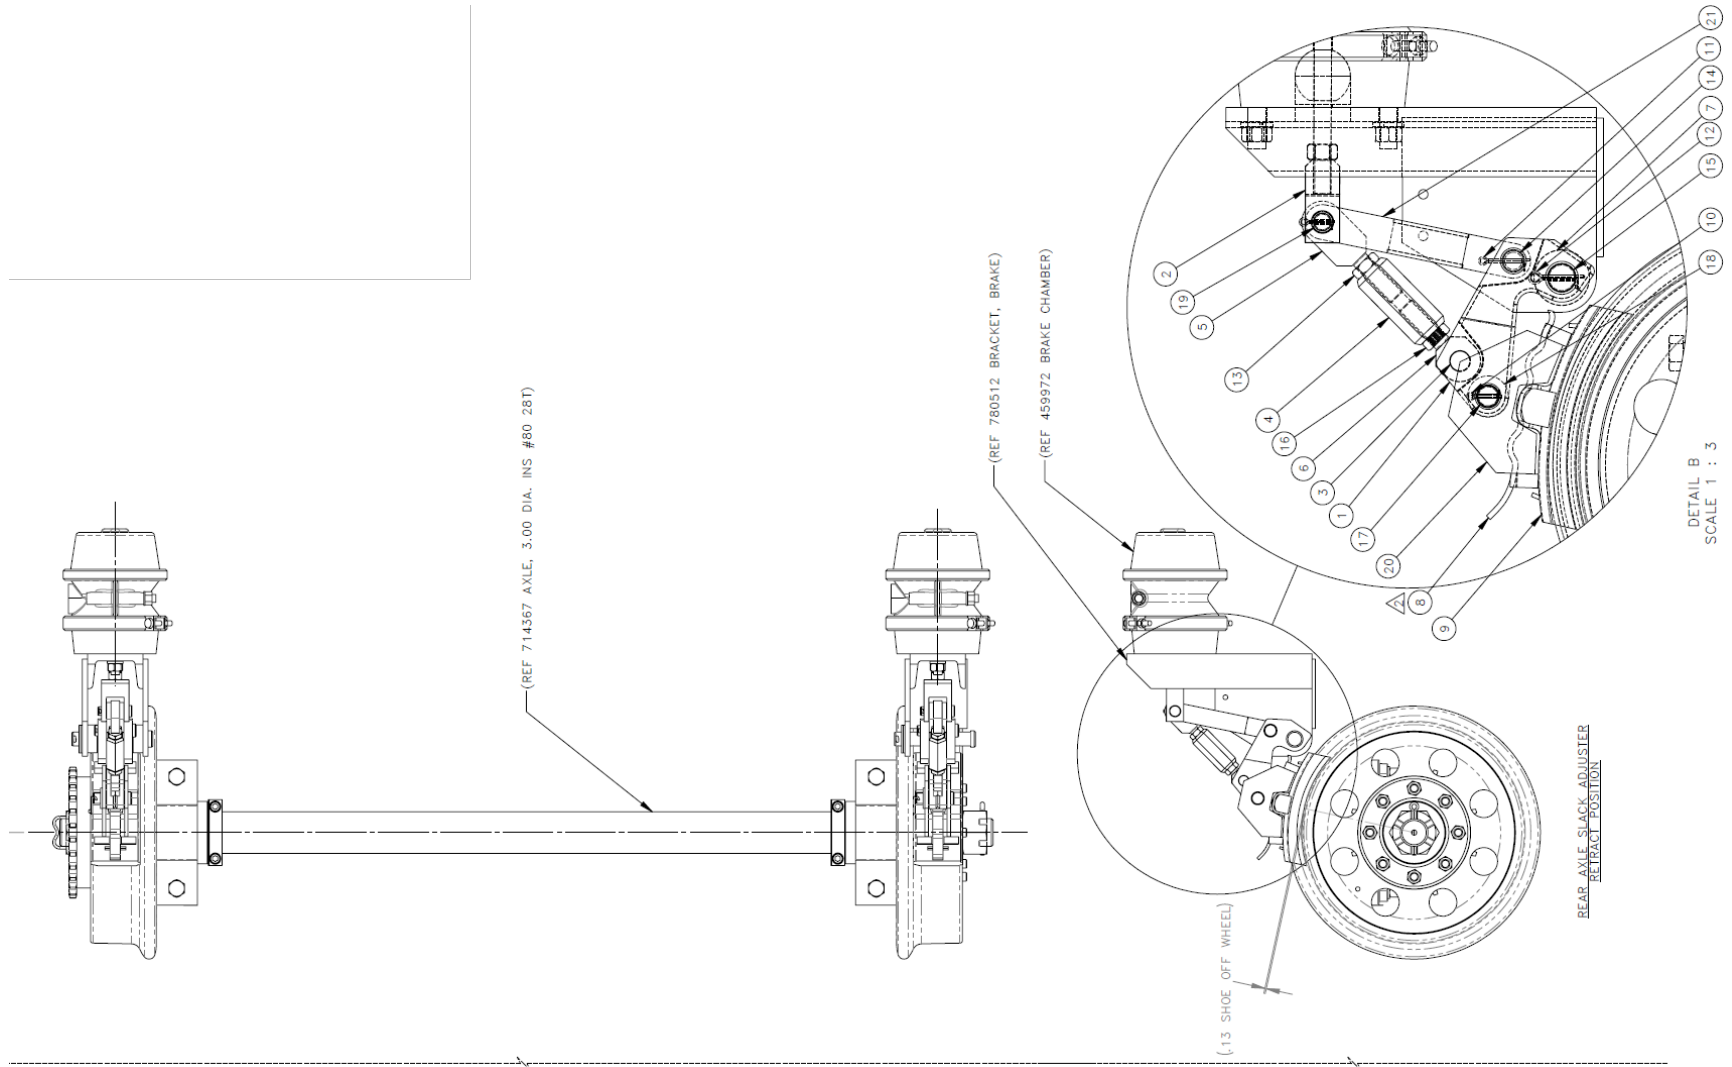 (REF 714367 AXLE, 3.00 DIA. INS #80 28T)
(REF 780512 BRACKET, BRAKE)
(REF 459972 BRAKE CHAMBER)
(.13 SHOE OFF WHEEL)
REAR AXLE SLACK ADJUSTER
RETRACT POSITION
2
19
5
13
4
16
6
3
1
17
20
2
8
9
21
11
14
7
12
15
10
18
DETAIL B
SCALE 1 : 3